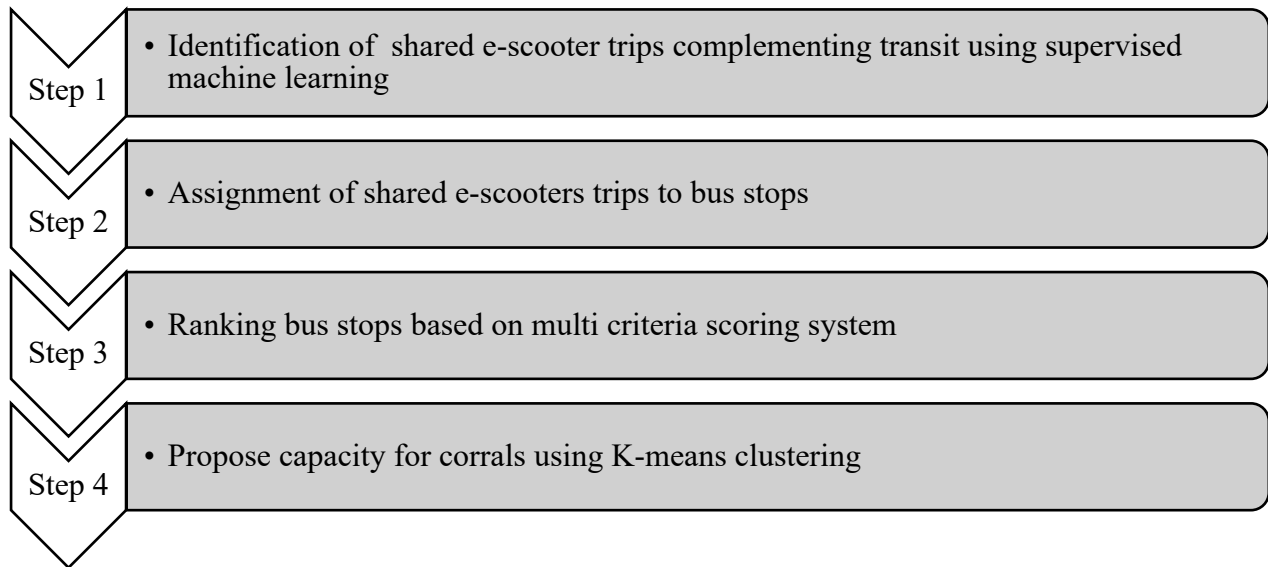 Step 1
• Identification of  shared e-scooter trips complementing transit using supervised
machine learning
Step 2
• Assignment of shared e-scooters trips to bus stops
Step 3
• Ranking bus stops based on multi criteria scoring system
Step 4
• Propose capacity for corrals using K-means clustering